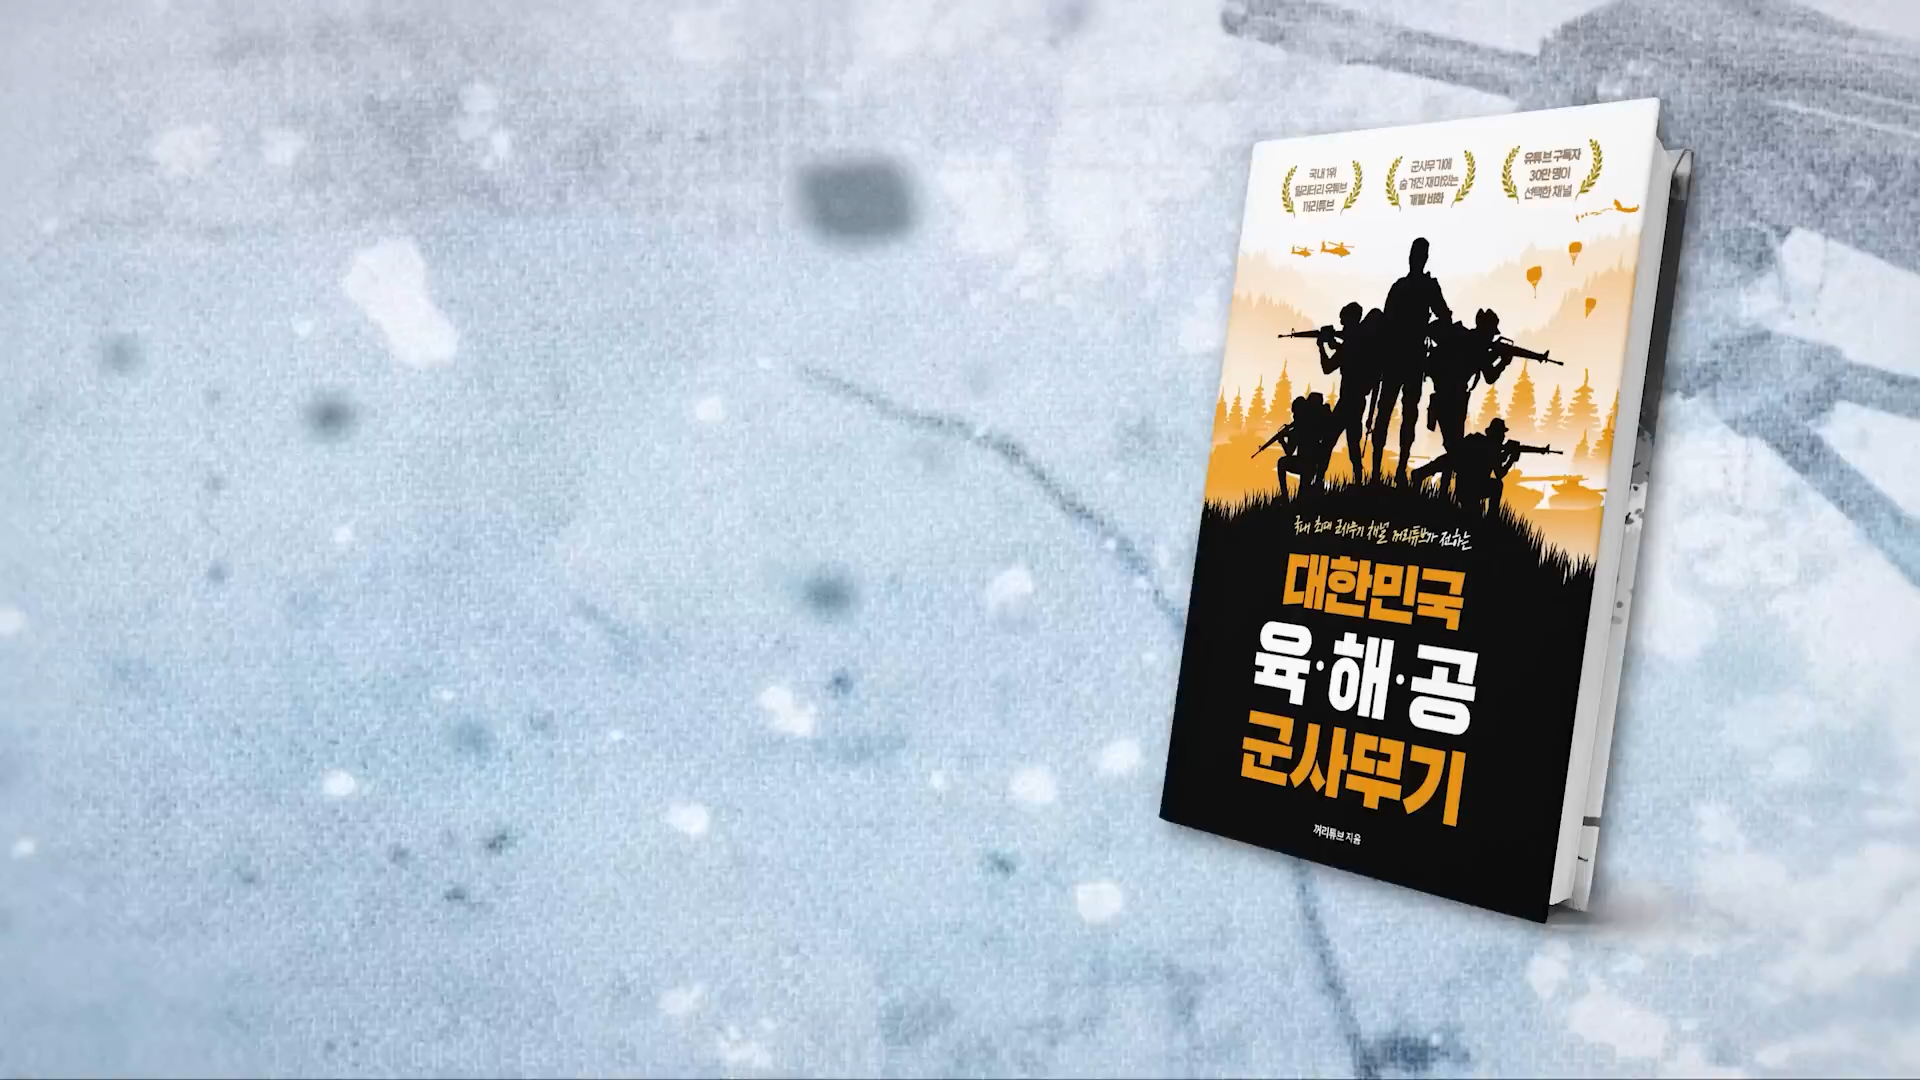 국내 1위
밀리터리 유튜브
꺼리튜브
군사무기에
숨겨진 재미있는
개발 비화
유튜브 구독자
30만 명이
선택한 채널
국내 최대 군사무기 채널 꺼리튜브가 전하는
대한민국
육·해·공
군사무기
꺼리튜브 지음